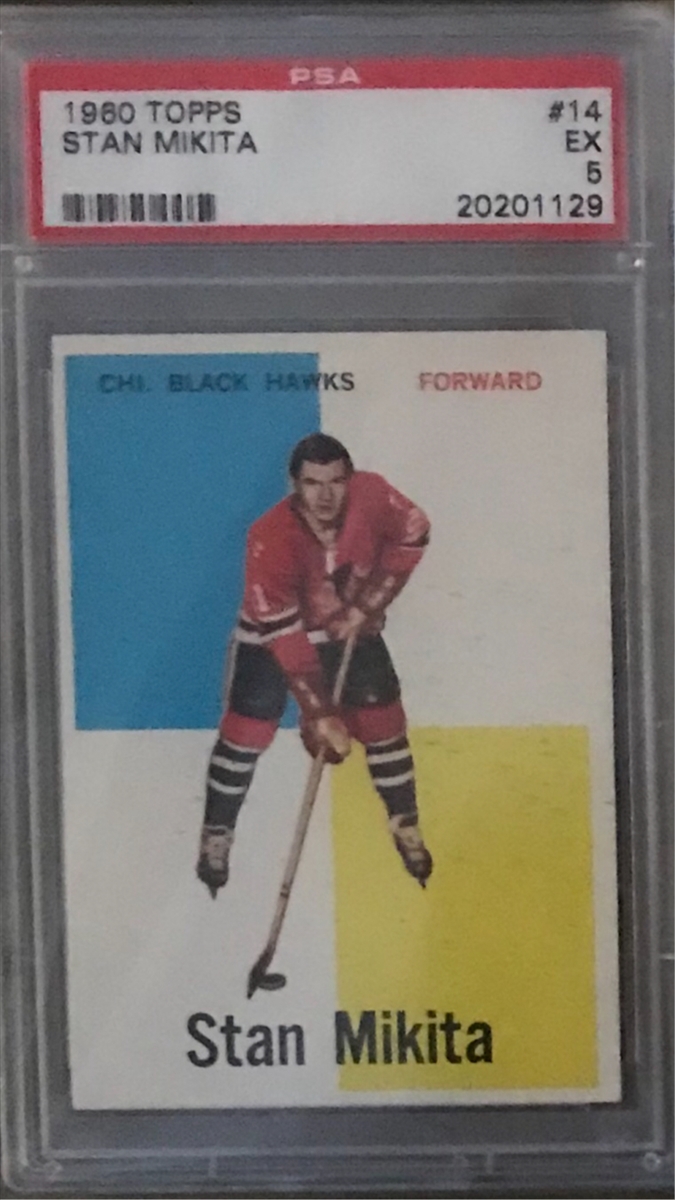 PSA
1960 TOPPS #14
STAN MIKITA EX
5
20201129
CHI. BLACK HAWKS FORWARD
Stan Mikita